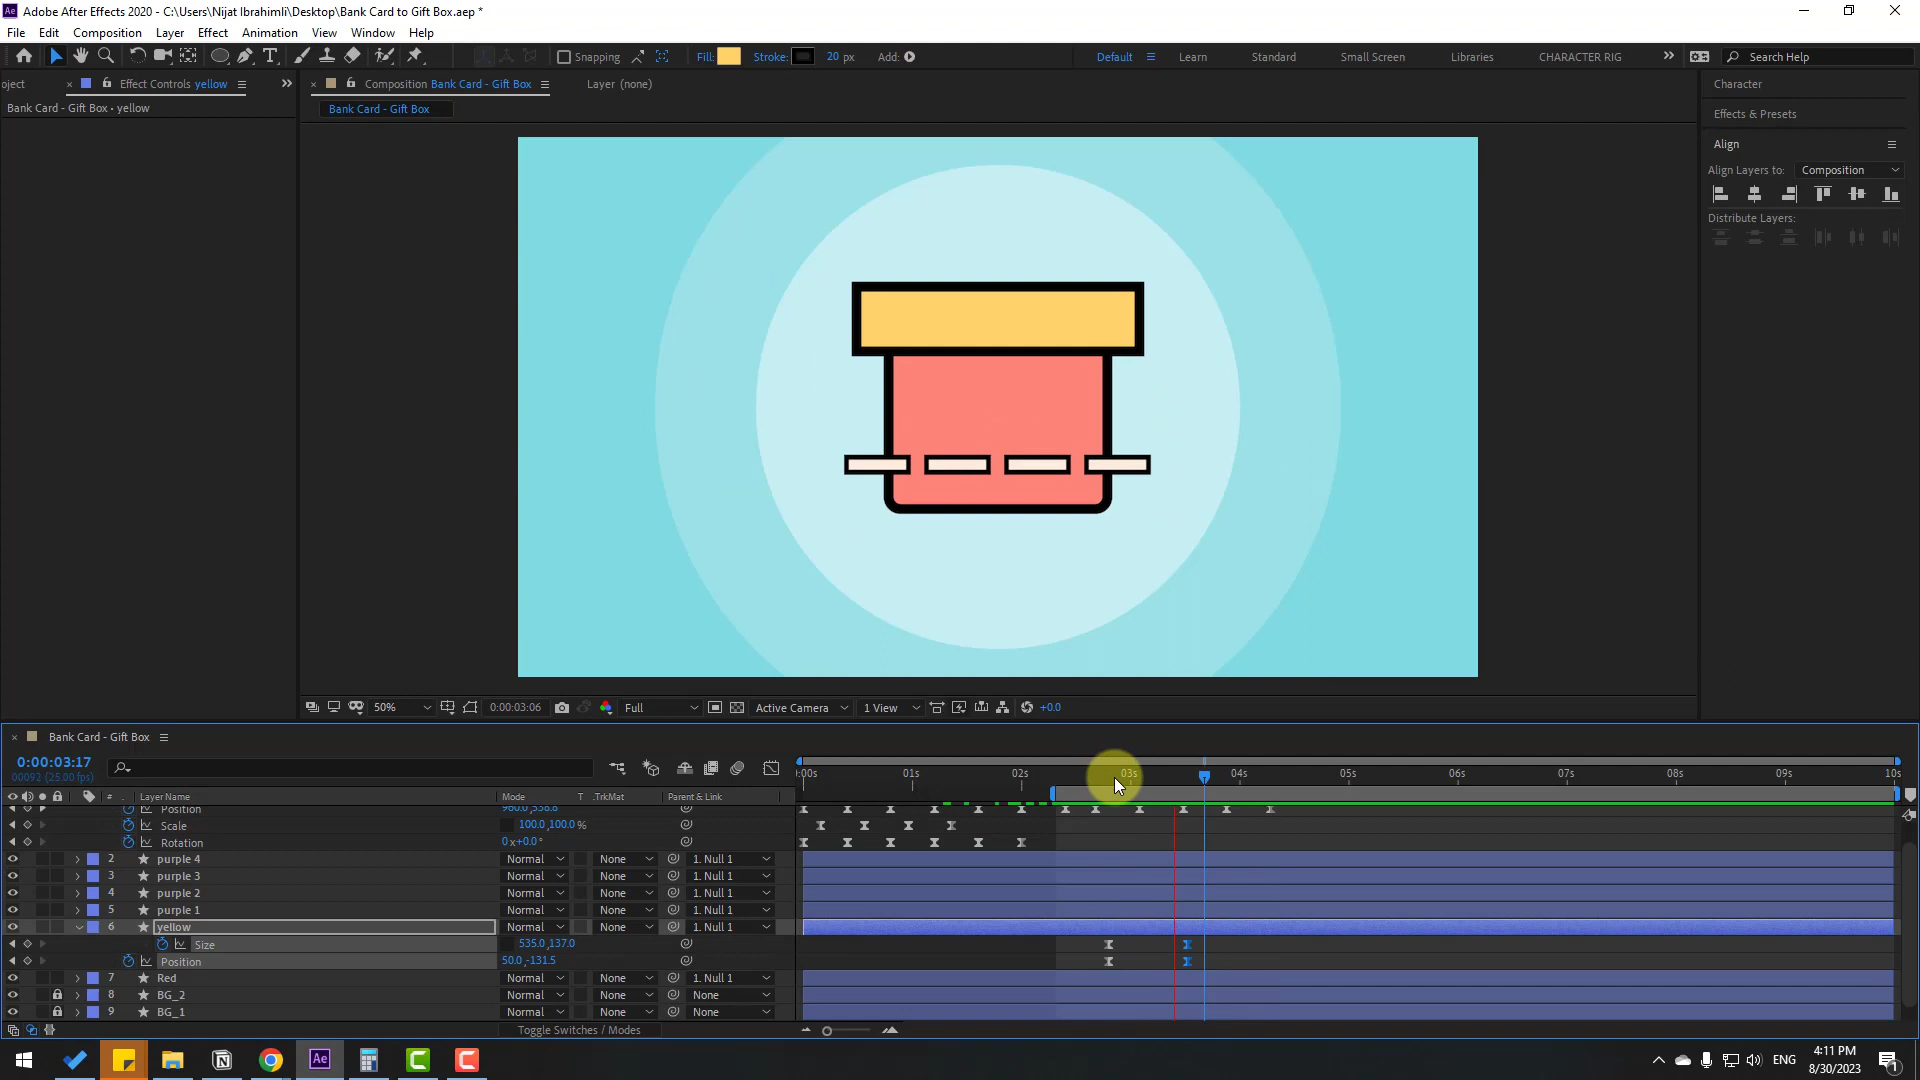 Ae Adobe After Effects 2020 - C:\Users\Nijat Ibrahimli\Desktop\Bank Card to Gift Box.aep *
File Edit Composition Layer Effect Animation View Window Help
Snapping Fill: Stroke: 20 px Add: Default Learn Standard Small Screen Libraries CHARACTER RIG Search Help
oject Effect Controls yellow Composition Bank Card - Gift Box Layer (none) Character
Bank Card - Gift Box • yellow Bank Card - Gift Box
Effects & Presets
Align
Align Layers to: Composition
Distribute Layers:
50% 0:00:03:06 Full Active Camera 1 View +0.0
Bank Card - Gift Box
0:00:03:17
00092 (25.00 fps)
:00s 01s 02s 03s 04s 05s 06s 07s 08s 09s 10s
# Layer Name Mode T .TrkMat Parent & Link
Position 960.0,538.8
Scale 100.0,100.0 %
Rotation 0x+0.0°
2 purple 4 Normal None 1. Null 1
3 purple 3 Normal None 1. Null 1
4 purple 2 Normal None 1. Null 1
5 purple 1 Normal None 1. Null 1
6 yellow Normal None 1. Null 1
Size 535.0,137.0
Position 50.0,-131.5
7 Red Normal None 1. Null 1
8 BG_2 Normal None None
9 BG_1 Normal None None
Toggle Switches / Modes
Ae ENG 4:11 PM
8/30/2023 1